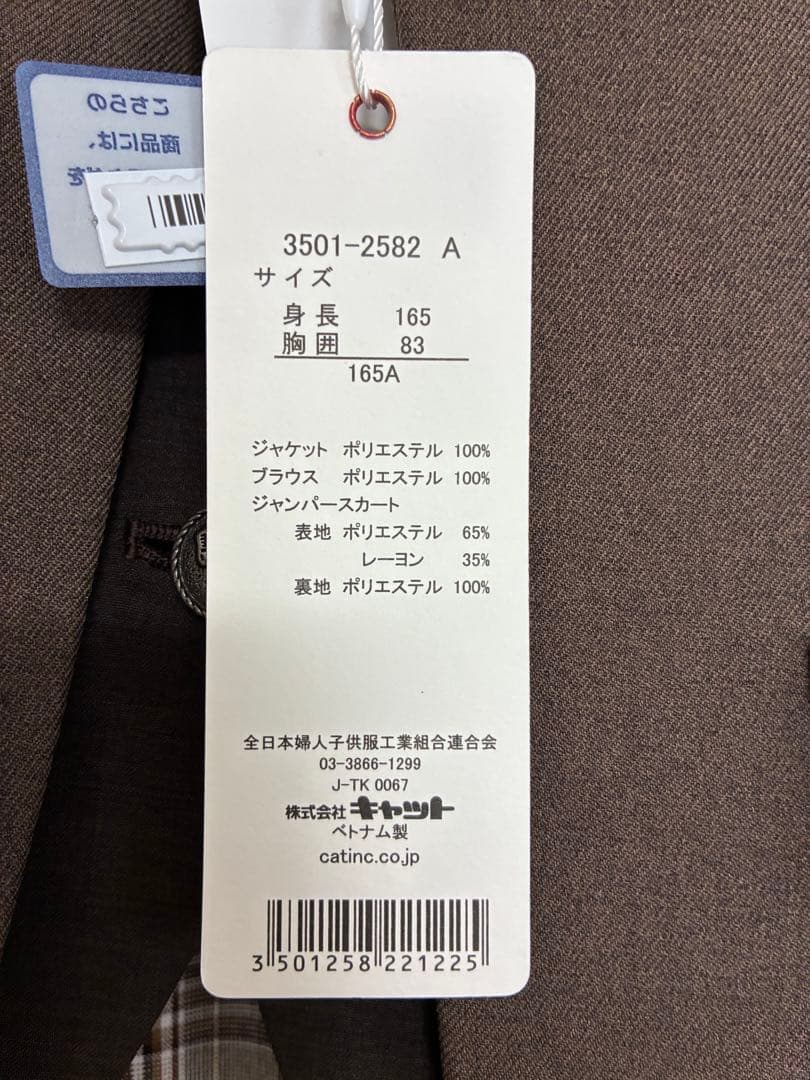 こちらの
商品には、
3501-2582 A
サイズ
身長 165
胸囲 83
165A
ジャケット ポリエステル 100%
ブラウス ポリエステル 100%
ジャンパースカート
表地 ポリエステル 65%
レーヨン 35%
裏地 ポリエステル 100%
全日本婦人子供服工業組合連合会
03-3866-1299
J-TK 0067
株式会社キャット
ベトナム製
catinc.co.jp
3 501258 221225